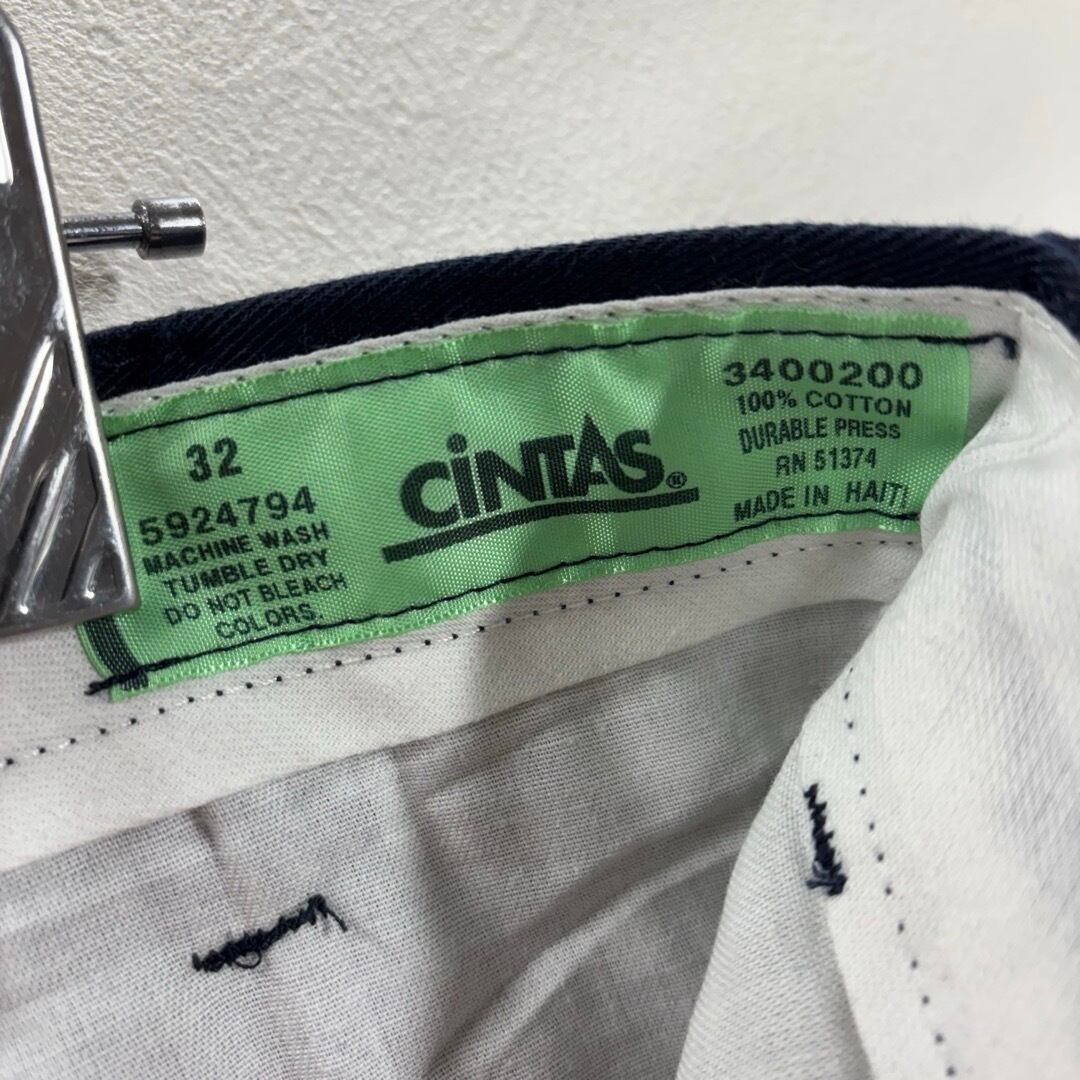 32
5924794
MACHINE WASH
TUMBLE DRY
DO NOT BLEACH
COLORS
CiNTAS®
3400200
100% COTTON
DURABLE PRESS
RN 51374
MADE IN HAITI